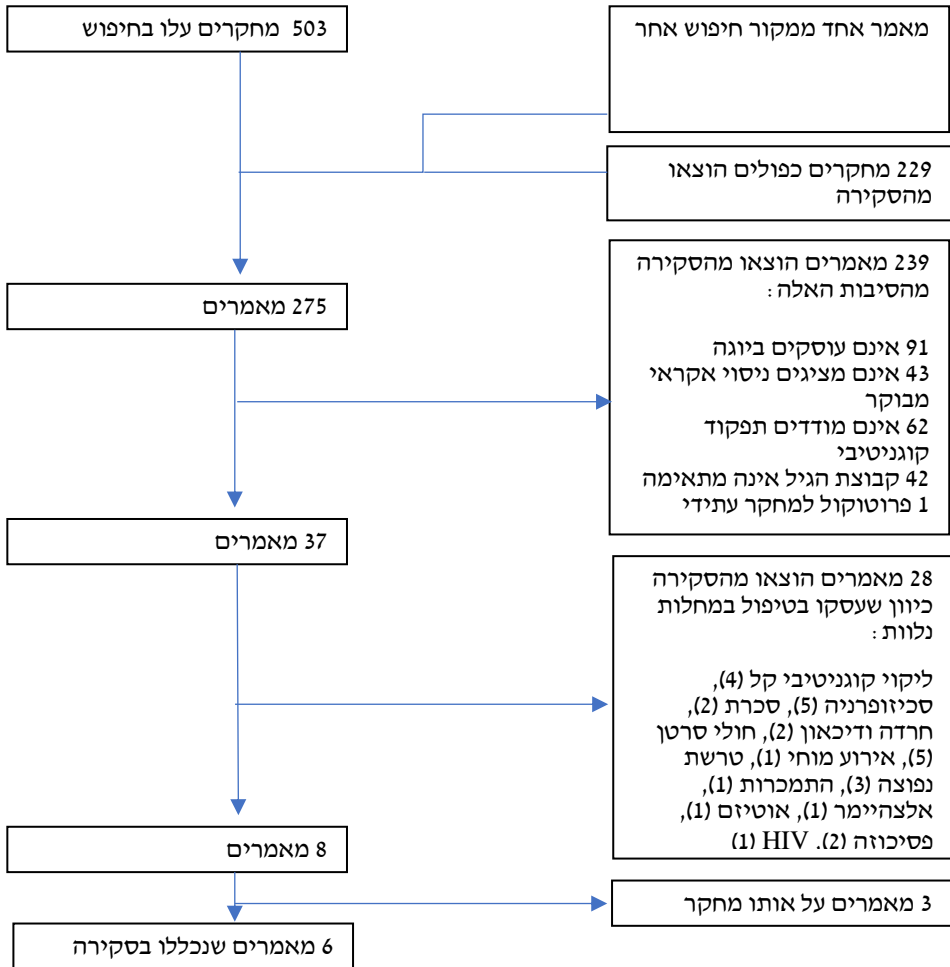 503 מחקרים עלו בחיפוש
מאמר אחד ממקור חיפוש אחר
229 מחקרים כפולים הוצאו
מהסקירה
239 מאמרים הוצאו מהסקירה
מהסיבות האלה:
91 אינם עוסקים ביוגה
43 אינם מציגים ניסוי אקראי
מבוקר
62 אינם מודדים תפקוד
קוגניטיבי
42 קבוצת הגיל אינה מתאימה
1 פרוטוקול למחקר עתידי
275 מאמרים
37 מאמרים
28 מאמרים הוצאו מהסקירה
כיוון שעסקו בטיפול במחלות
נלוות:
ליקוי קוגניטיבי קל (4),
סכיזופרניה (5), סכרת (2),
חרדה ודיכאון (2), חולי סרטן
(5), אירוע מוחי (1), טרשת
נפוצה (3), התמכרות (1),
אלצהיימר (1), אוטיזם (1),
פסיכוזה (2). HIV (1)
8 מאמרים
3 מאמרים על אותו מחקר
6 מאמרים שנכללו בסקירה